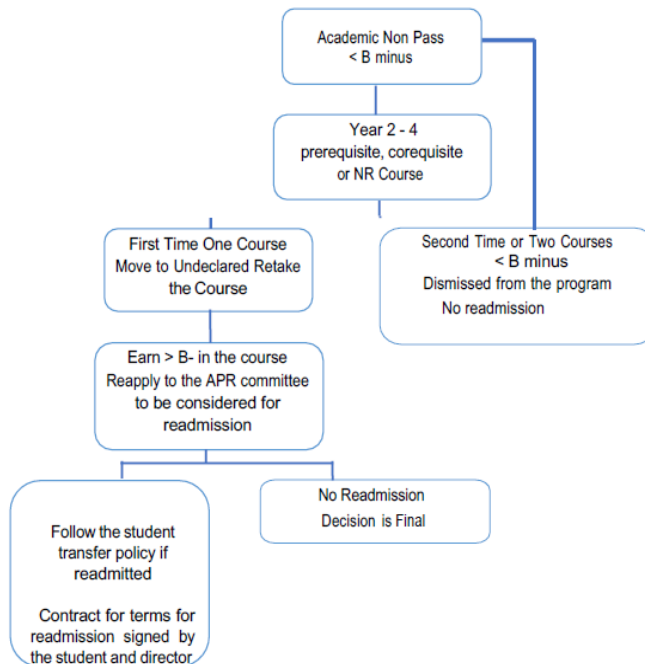 Academic Non Pass
< B minus
Year 2 - 4
prerequisite, corequisite
or NR Course
First Time One Course
Move to Undeclared Retake
the Course
Second Time or Two Courses
< B minus
Dismissed from the program
No readmission
Earn > B- in the course
Reapply to the APR committee
to be considered for
readmission
Follow the student
transfer policy if
readmitted
Contract for terms for
readmission signed by
the student and director
No Readmission
Decision is Final